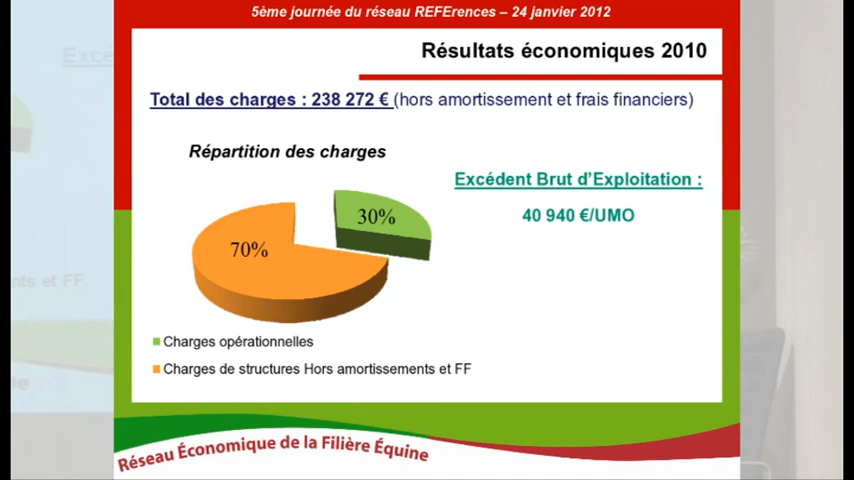 5ème journée du réseau REFErences – 24 janvier 2012
Résultats économiques 2010
Total des charges : 238 272 € (hors amortissement et frais financiers)
Répartition des charges
Excédent Brut d'Exploitation :
40 940 €/UMO
30%
70%
Charges opérationnelles
Charges de structures Hors amortissements et FF
Réseau Économique de la Filière Équine